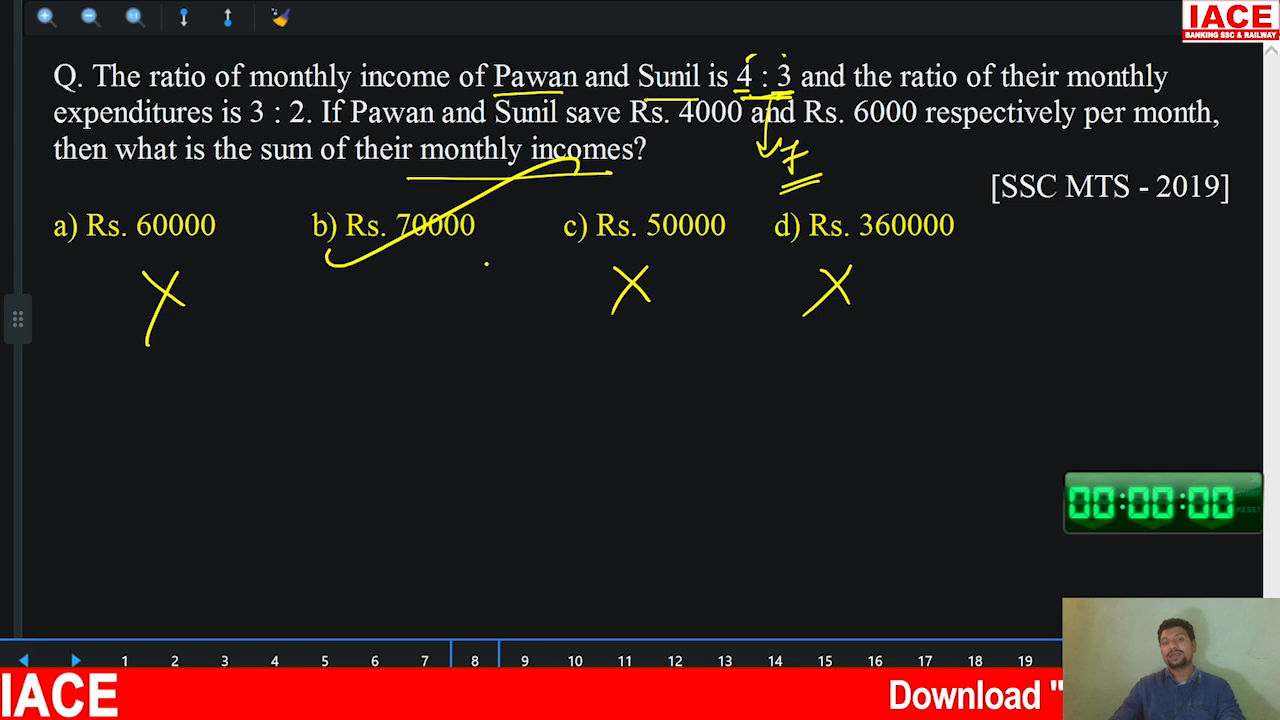 IACE
BANKING SSC & RAILWAY
Q. The ratio of monthly income of Pawan and Sunil is 4 : 3 and the ratio of their monthly
expenditures is 3 : 2. If Pawan and Sunil save Rs. 4000 and Rs. 6000 respectively per month,
then what is the sum of their monthly incomes?
7
[SSC MTS - 2019]
a) Rs. 60000 b) Rs. 70000 c) Rs. 50000 d) Rs. 360000
00:00:00
RESET
1 2 3 4 5 6 7 8 9 10 11 12 13 14 15 16 17 18 19
IACE Download "